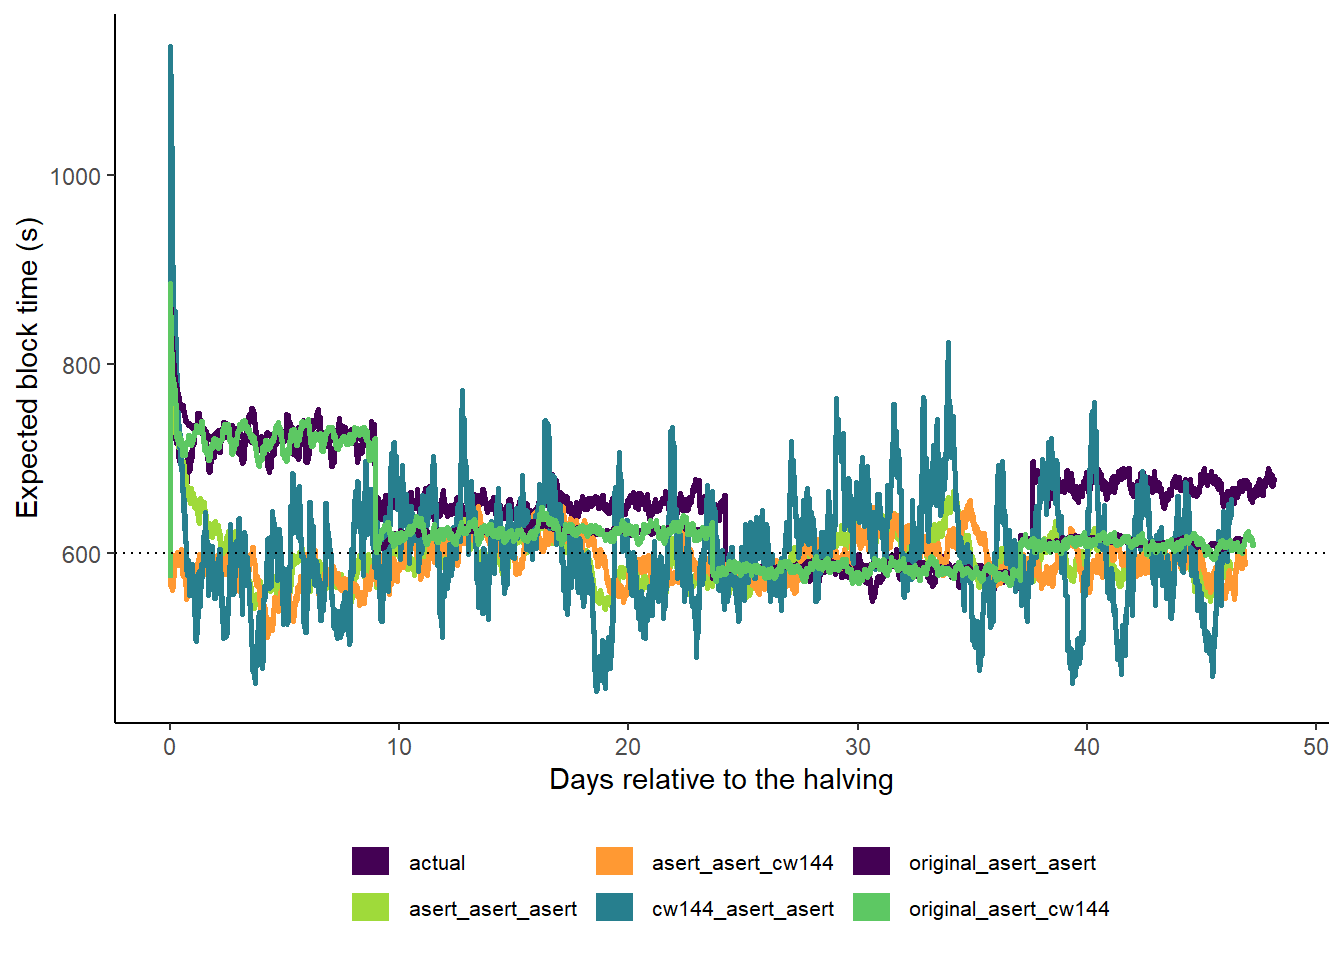 Expected block time (s)
1000
800
600
0 10 20 30 40 50
Days relative to the halving
actual asert_asert_cw144 original_asert_asert
asert_asert_asert cw144_asert_asert original_asert_cw144